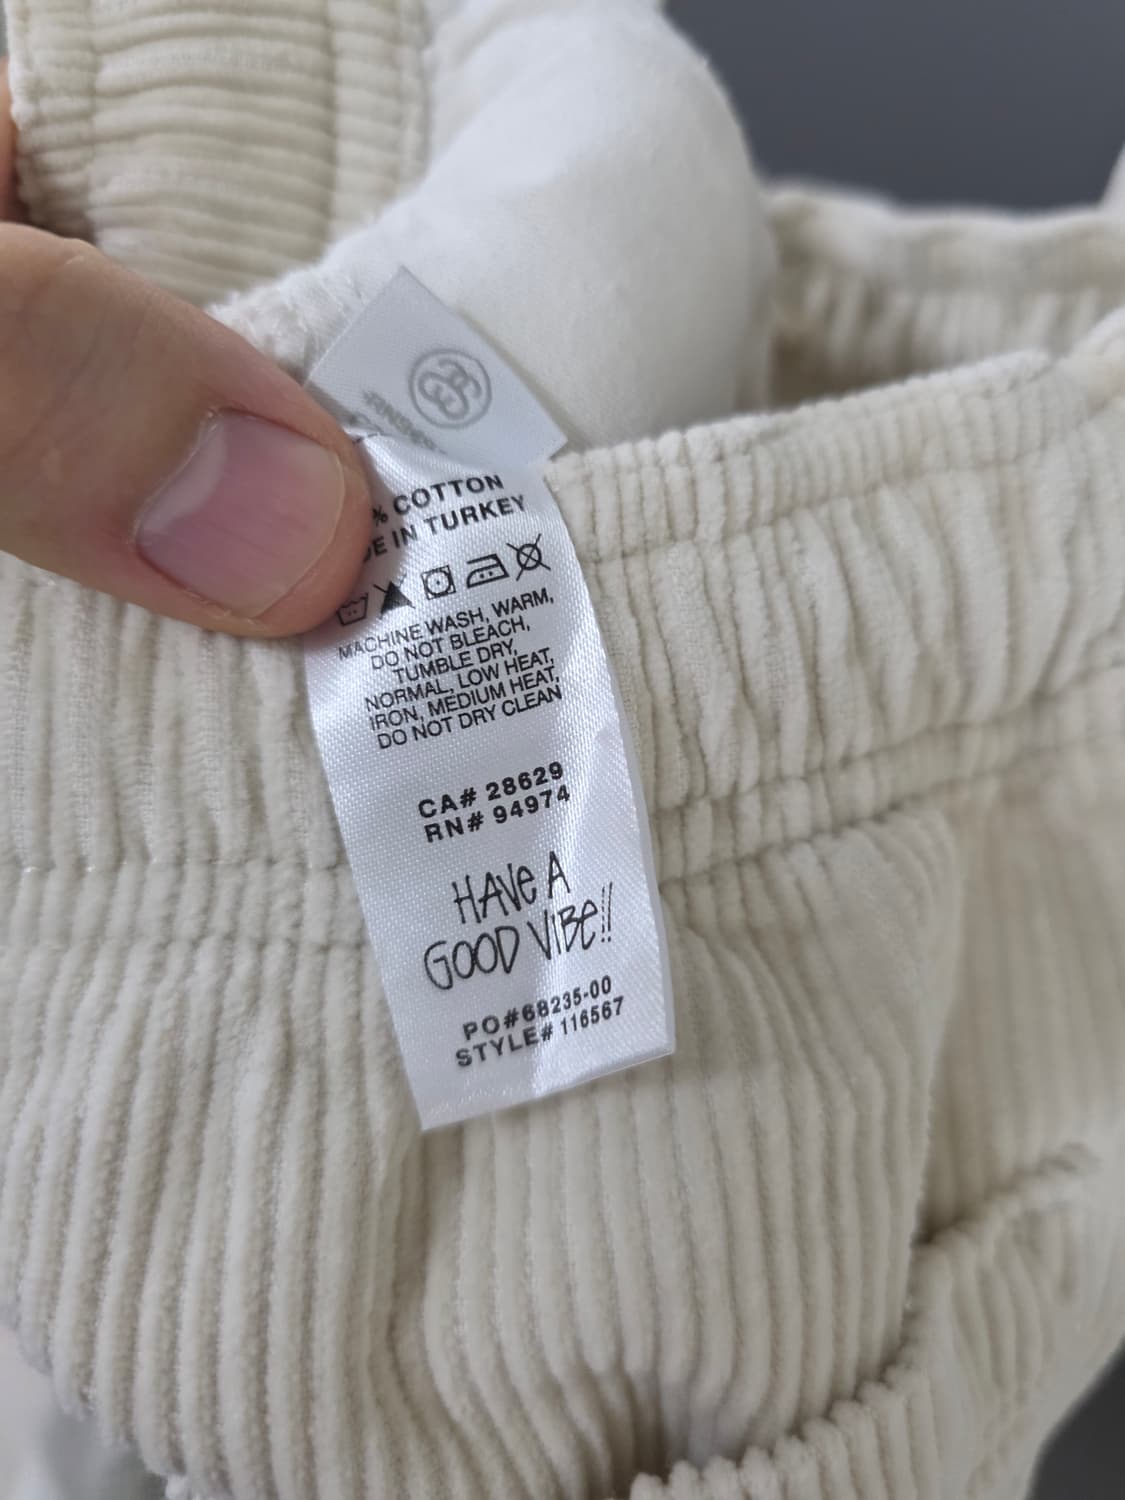 % COTTON
DE IN TURKEY
MACHINE WASH, WARM,
DO NOT BLEACH,
TUMBLE DRY,
NORMAL, LOW HEAT,
IRON, MEDIUM HEAT,
DO NOT DRY CLEAN
CA# 28629
RN# 94974
HAVE A
GOOD VIBE!!
PO#68235-00
STYLE# 116567